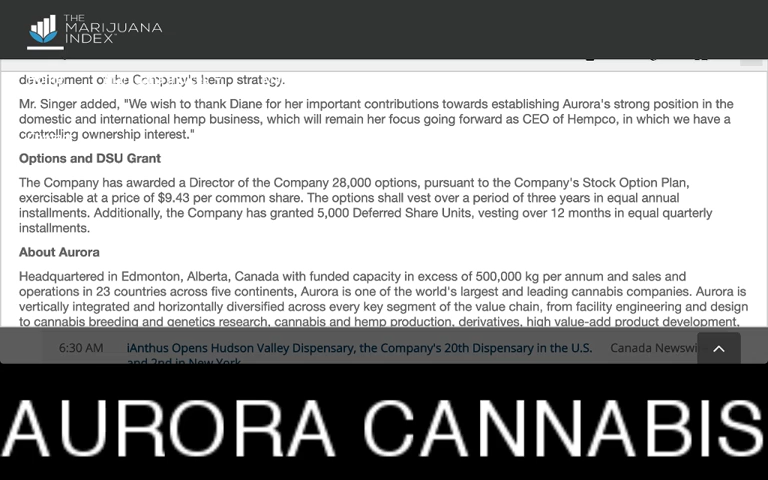 THE
MARIJUANA
INDEX™
development of the Company's hemp strategy.
Mr. Singer added, "We wish to thank Diane for her important contributions towards establishing Aurora's strong position in the
domestic and international hemp business, which will remain her focus going forward as CEO of Hempco, in which we have a
controlling ownership interest."
Options and DSU Grant
The Company has awarded a Director of the Company 28,000 options, pursuant to the Company's Stock Option Plan,
exercisable at a price of $9.43 per common share. The options shall vest over a period of three years in equal annual
installments. Additionally, the Company has granted 5,000 Deferred Share Units, vesting over 12 months in equal quarterly
installments.
About Aurora
Headquartered in Edmonton, Alberta, Canada with funded capacity in excess of 500,000 kg per annum and sales and
operations in 23 countries across five continents, Aurora is one of the world's largest and leading cannabis companies. Aurora is
vertically integrated and horizontally diversified across every key segment of the value chain, from facility engineering and design
to cannabis breeding and genetics research, cannabis and hemp production, derivatives, high value-add product development,
6:30 AM iAnthus Opens Hudson Valley Dispensary, the Company's 20th Dispensary in the U.S. Canada
and 2nd in New York
AURORA CANNABIS